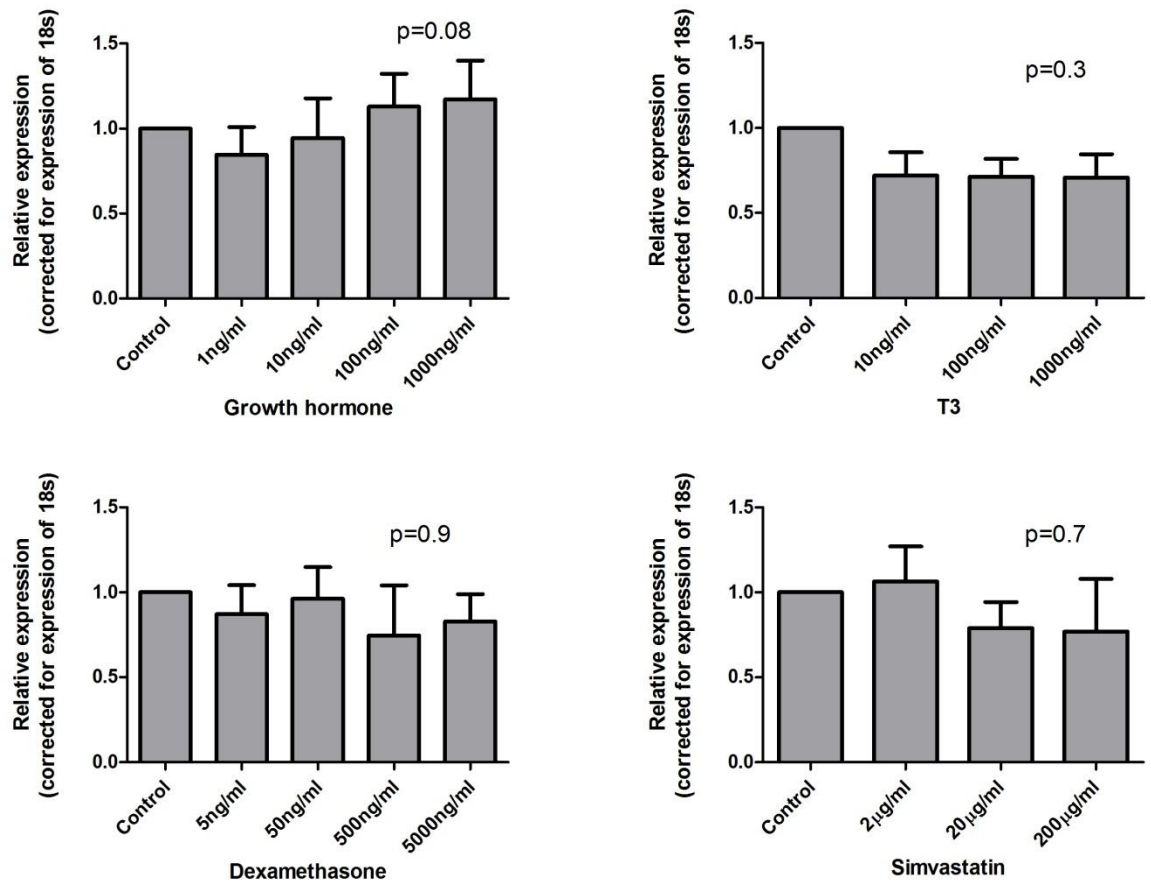 Relative expression
(corrected for expression of 18s)
1.5
1.0
0.5
0.0
p=0.08
Control
1ng/ml
10ng/ml
100ng/ml
1000ng/ml
Growth hormone
Relative expression
(corrected for expression of 18s)
1.5
1.0
0.5
0.0
p=0.3
Control
10ng/ml
100ng/ml
1000ng/ml
T3
Relative expression
(corrected for expression of 18s)
1.5
1.0
0.5
0.0
p=0.9
Control
5ng/ml
50ng/ml
500ng/ml
5000ng/ml
Dexamethasone
Relative expression
(corrected for expression of 18s)
1.5
1.0
0.5
0.0
p=0.7
Control
2μg/ml
20μg/ml
200μg/ml
Simvastatin